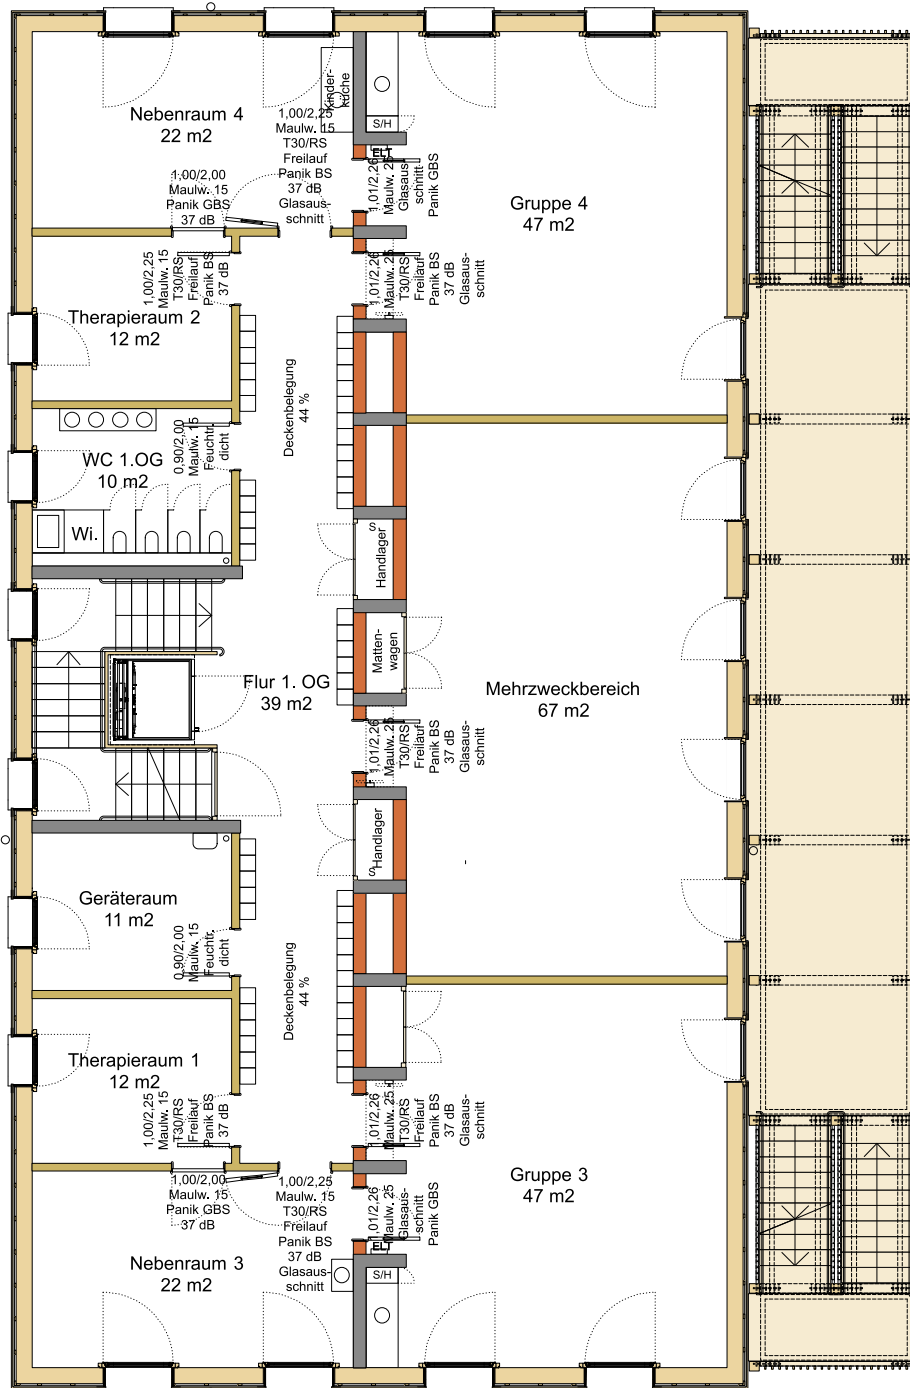 Nebenraum 4
22 m2
1,00/2,25
Maulw. 15
T30/RS
Freilauf
Panik BS
37 dB
Glasaus-
schnitt
Kinder-
küche
S/H
ELT
1,00/2,00
Maulw. 15
Panik GBS
37 dB
1,01/2,26
Maulw. 25
Glasaus-
schnitt
Panik GBS
Gruppe 4
47 m2
1,00/2,25
Maulw. 15
T30/RS
Freilauf
Panik BS
37 dB
1,01/2,26
Maulw. 25
T30/RS
Freilauf
Panik BS
37 dB
Glasaus-
schnitt
Therapieraum 2
12 m2
Deckenbelegung
44 %
WC 1.OG
10 m2
0,90/2,00
Maulw. 15
Feuchtr.
dicht
Wi.
S
Handlager
Matten-
wagen
Flur 1. OG
39 m2
Mehrzweckbereich
67 m2
1,01/2,26
Maulw. 25
T30/RS
Freilauf
Panik BS
37 dB
Glasaus-
schnitt
Handlager
S
Geräteraum
11 m2
0,90/2,00
Maulw. 15
Feuchtr.
dicht
Deckenbelegung
44 %
Therapieraum 1
12 m2
1,00/2,25
Maulw. 15
T30/RS
Freilauf
Panik BS
37 dB
1,01/2,26
Maulw. 25
T30/RS
Freilauf
Panik BS
37 dB
Glasaus-
schnitt
Gruppe 3
47 m2
1,00/2,00
Maulw. 15
Panik GBS
37 dB
1,00/2,25
Maulw. 15
T30/RS
Freilauf
Panik BS
37 dB
Glasaus-
schnitt
1,01/2,26
Maulw. 25
Glasaus-
schnitt
Panik GBS
ELT
S/H
Nebenraum 3
22 m2